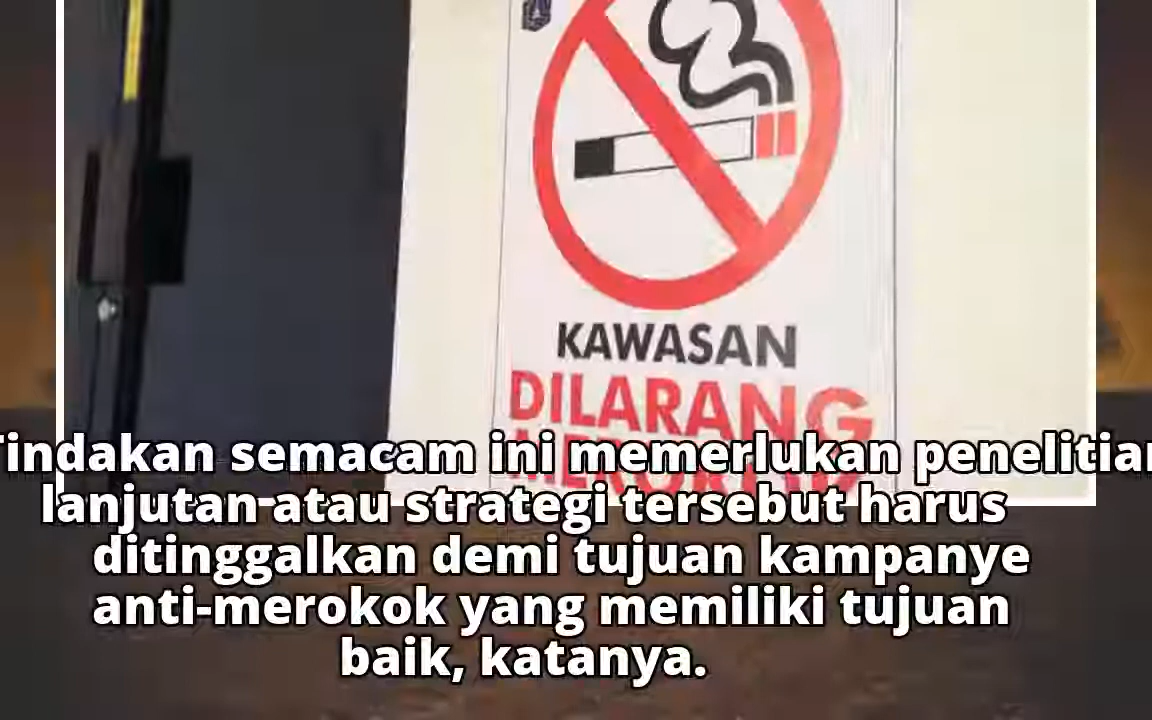 KAWASAN
DILARANG
Tindakan semacam ini memerlukan penelitian
lanjutan atau strategi tersebut harus
ditinggalkan demi tujuan kampanye
anti-merokok yang memiliki tujuan
baik, katanya.